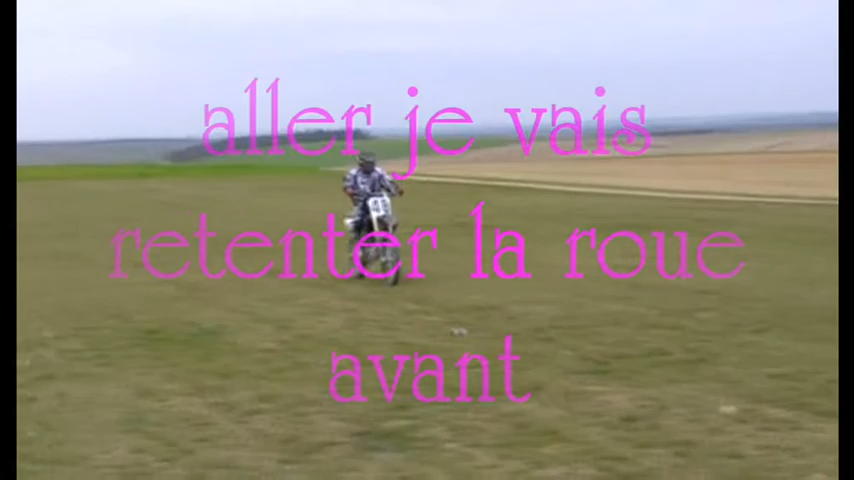 aller je vais
retenter la roue
avant